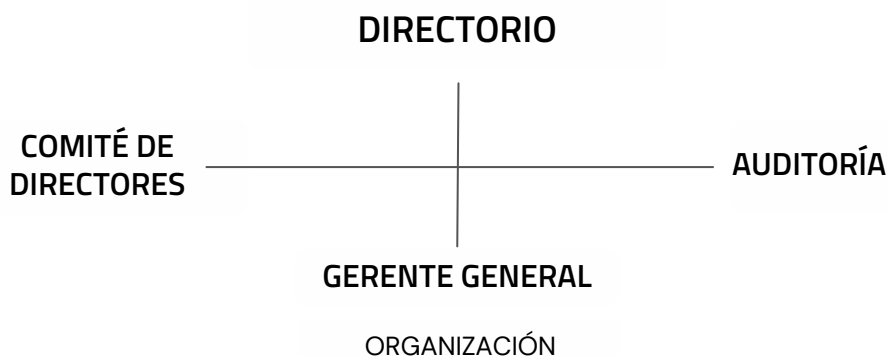 DIRECTORIO
COMITÉ DE
DIRECTORES
AUDITORÍA
GERENTE GENERAL
ORGANIZACIÓN